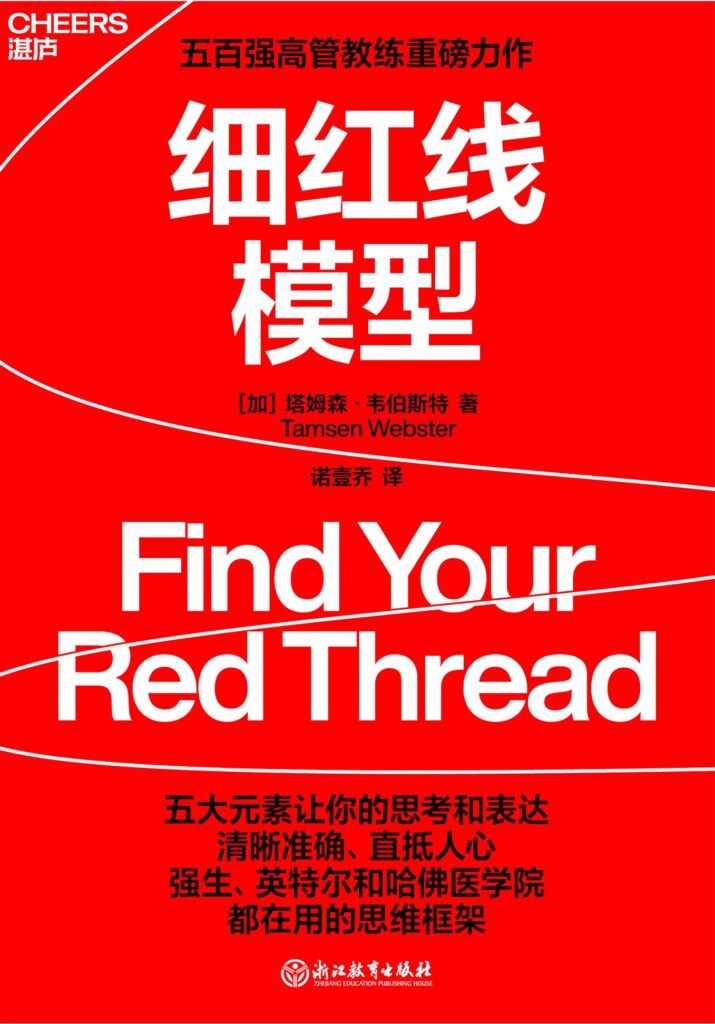 CHEERS
湛庐
五百强高管教练重磅力作
细红线
模型
[加] 塔姆森·韦伯斯特 著
Tamsen Webster
诺壹乔 译
Find Your
Red Thread
五大元素让你的思考和表达
清晰准确、直抵人心
强生、英特尔和哈佛医学院
都在用的思维框架
浙江教育出版社
ZHEJIANG EDUCATION PUBLISHING HOUSE